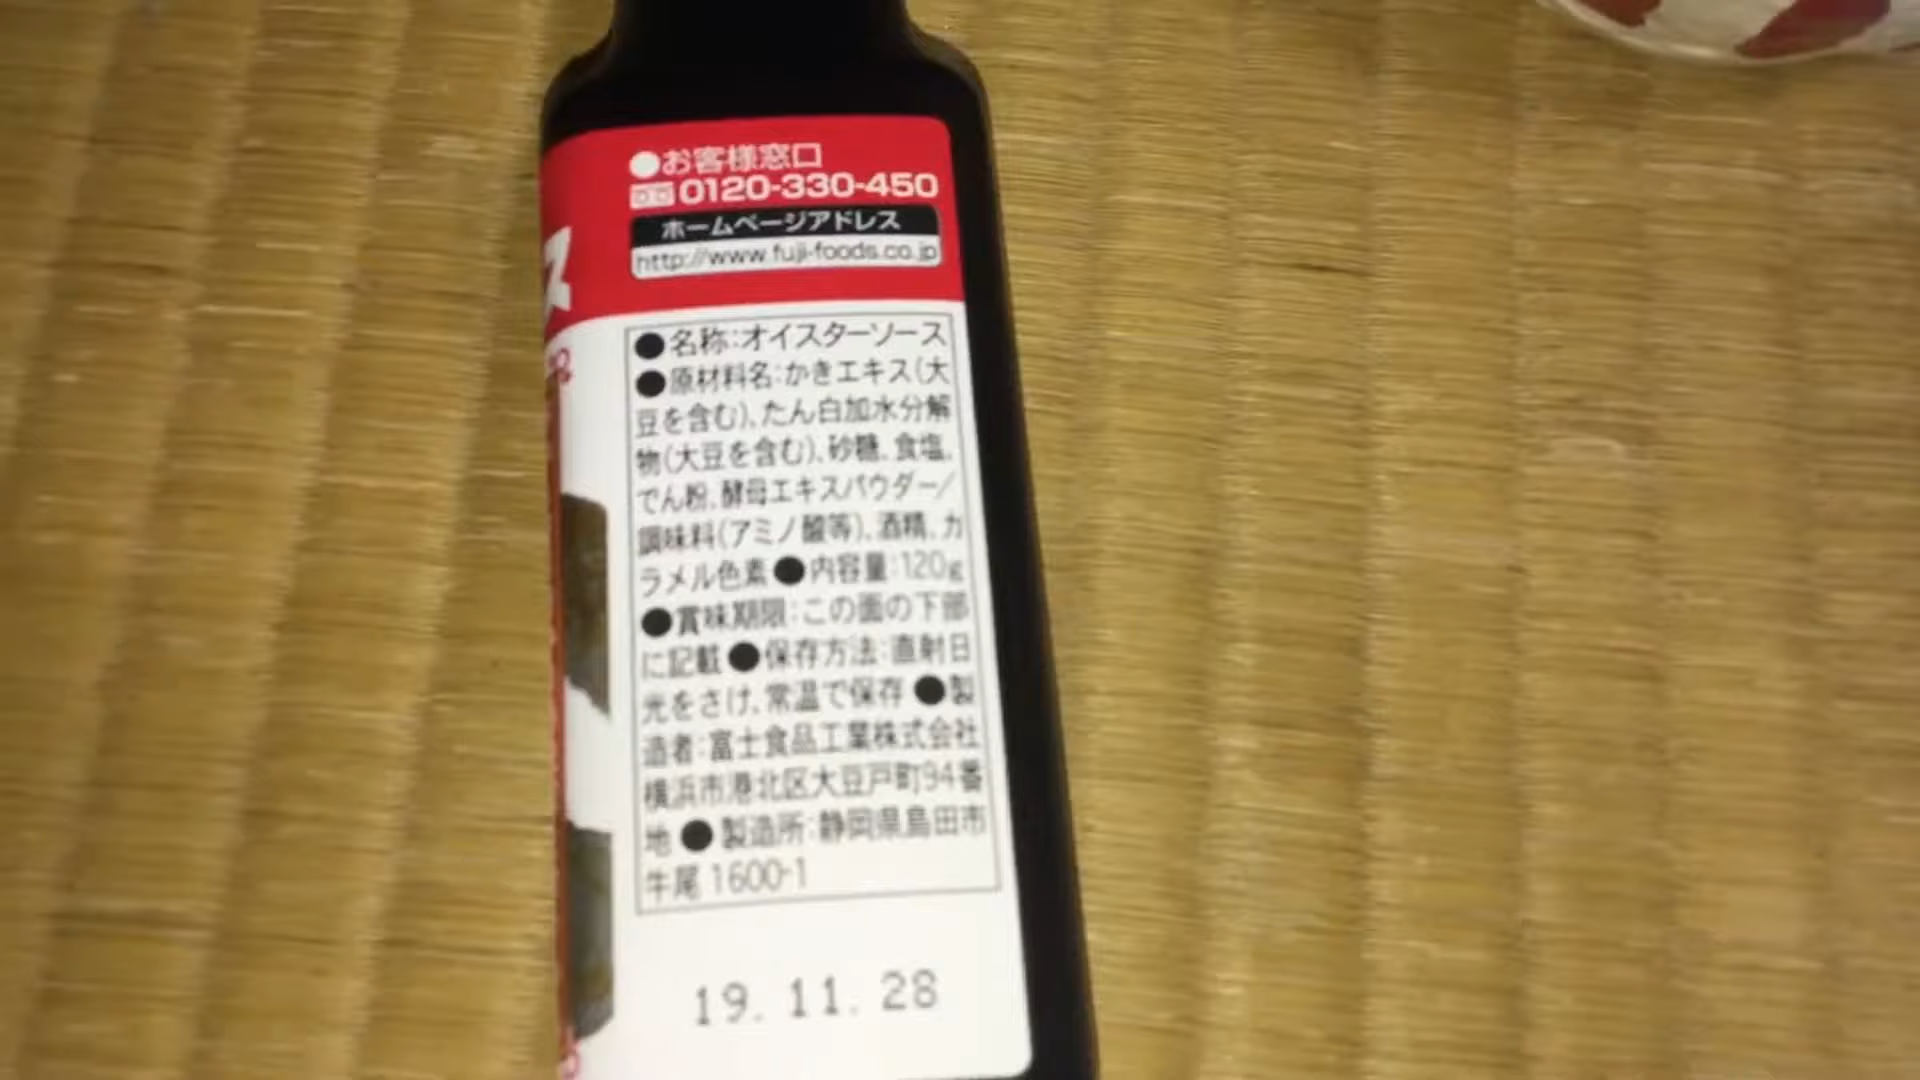 ●お客様窓口
0120-330-450
ホームページアドレス
http://www.fuji-foods.co.jp
ス
●名称:オイスターソース
●原材料名:かきエキス(大
豆を含む)、たん白加水分解
物(大豆を含む)、砂糖、食塩、
でん粉、酵母エキスパウダー/
調味料(アミノ酸等)、酒精、カ
ラメル色素●内容量:120g
●賞味期限:この面の下部
に記載●保存方法:直射日
光をさけ、常温で保存●製
造者:富士食品工業株式会社
横浜市港北区大豆戸町94番
地●製造所:静岡県島田市
牛尾1600-1
19. 11. 28